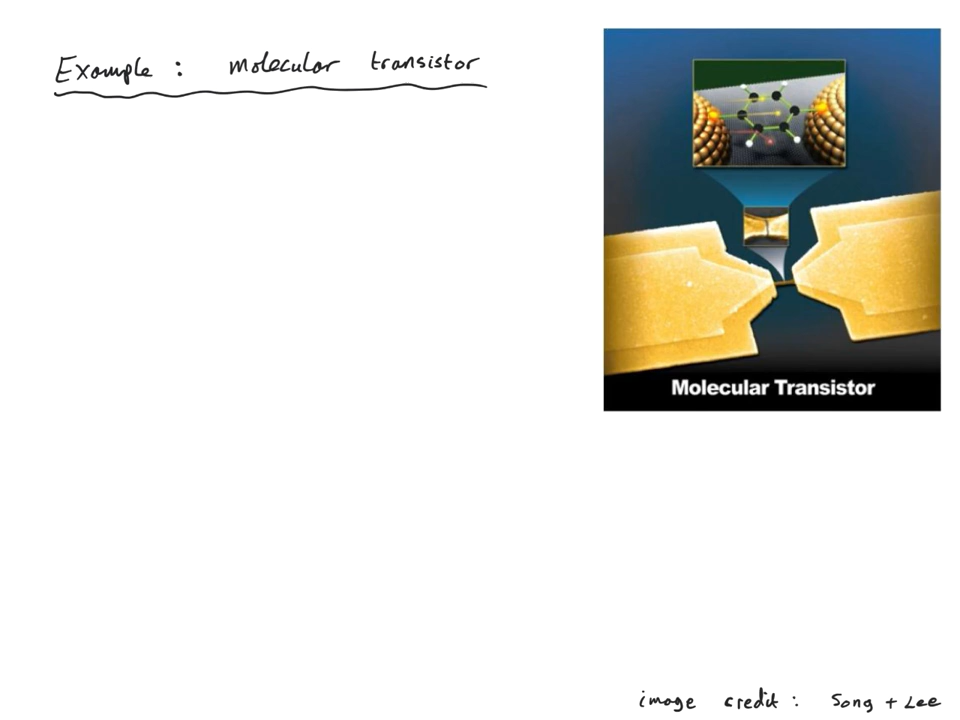 Example : molecular transistor
Molecular Transistor
image credit : Song + Lee